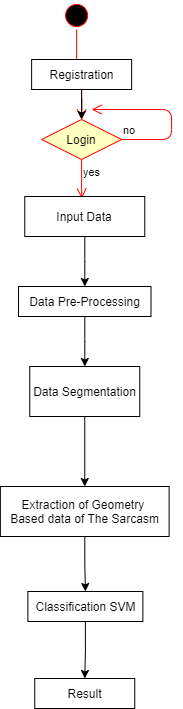 Registration
Login
no
yes
Input Data
Data Pre-Processing
Data Segmentation
Extraction of Geometry
Based data of The Sarcasm
Classification SVM
Result